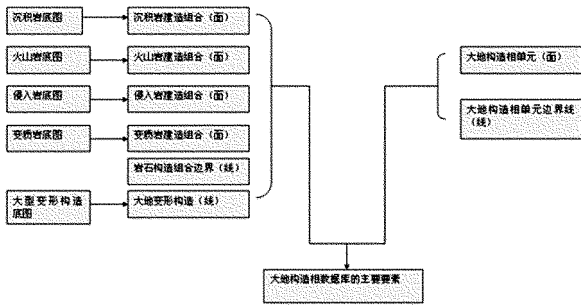 沉积岩底图
沉积岩建造组合（面）
火山岩底图
火山岩建造组合（面）
侵入岩底图
侵入岩建造组合（面）
变质岩底图
变质岩建造组合（面）
岩石构造组合边界（线）
大型变形构造
底图
大地变形构造（线）
大地构造相单元（面）
大地构造相单元边界线
（线）
大地构造相数据库的主要要素